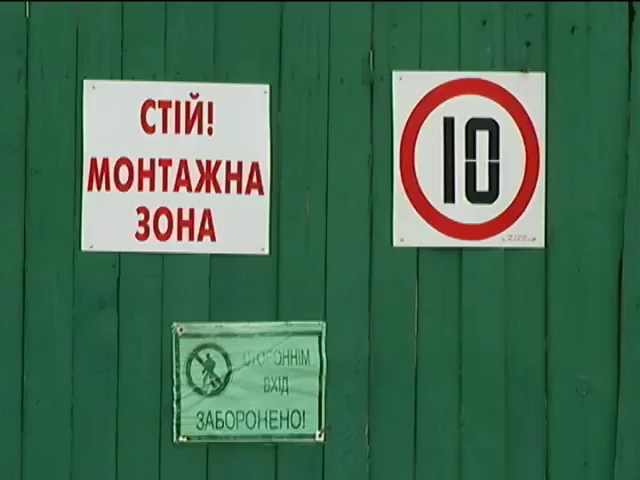 СТІЙ!
МОНТАЖНА
ЗОНА
10
СТОРОННІМ
ВХІД
ЗАБОРОНЕНО!